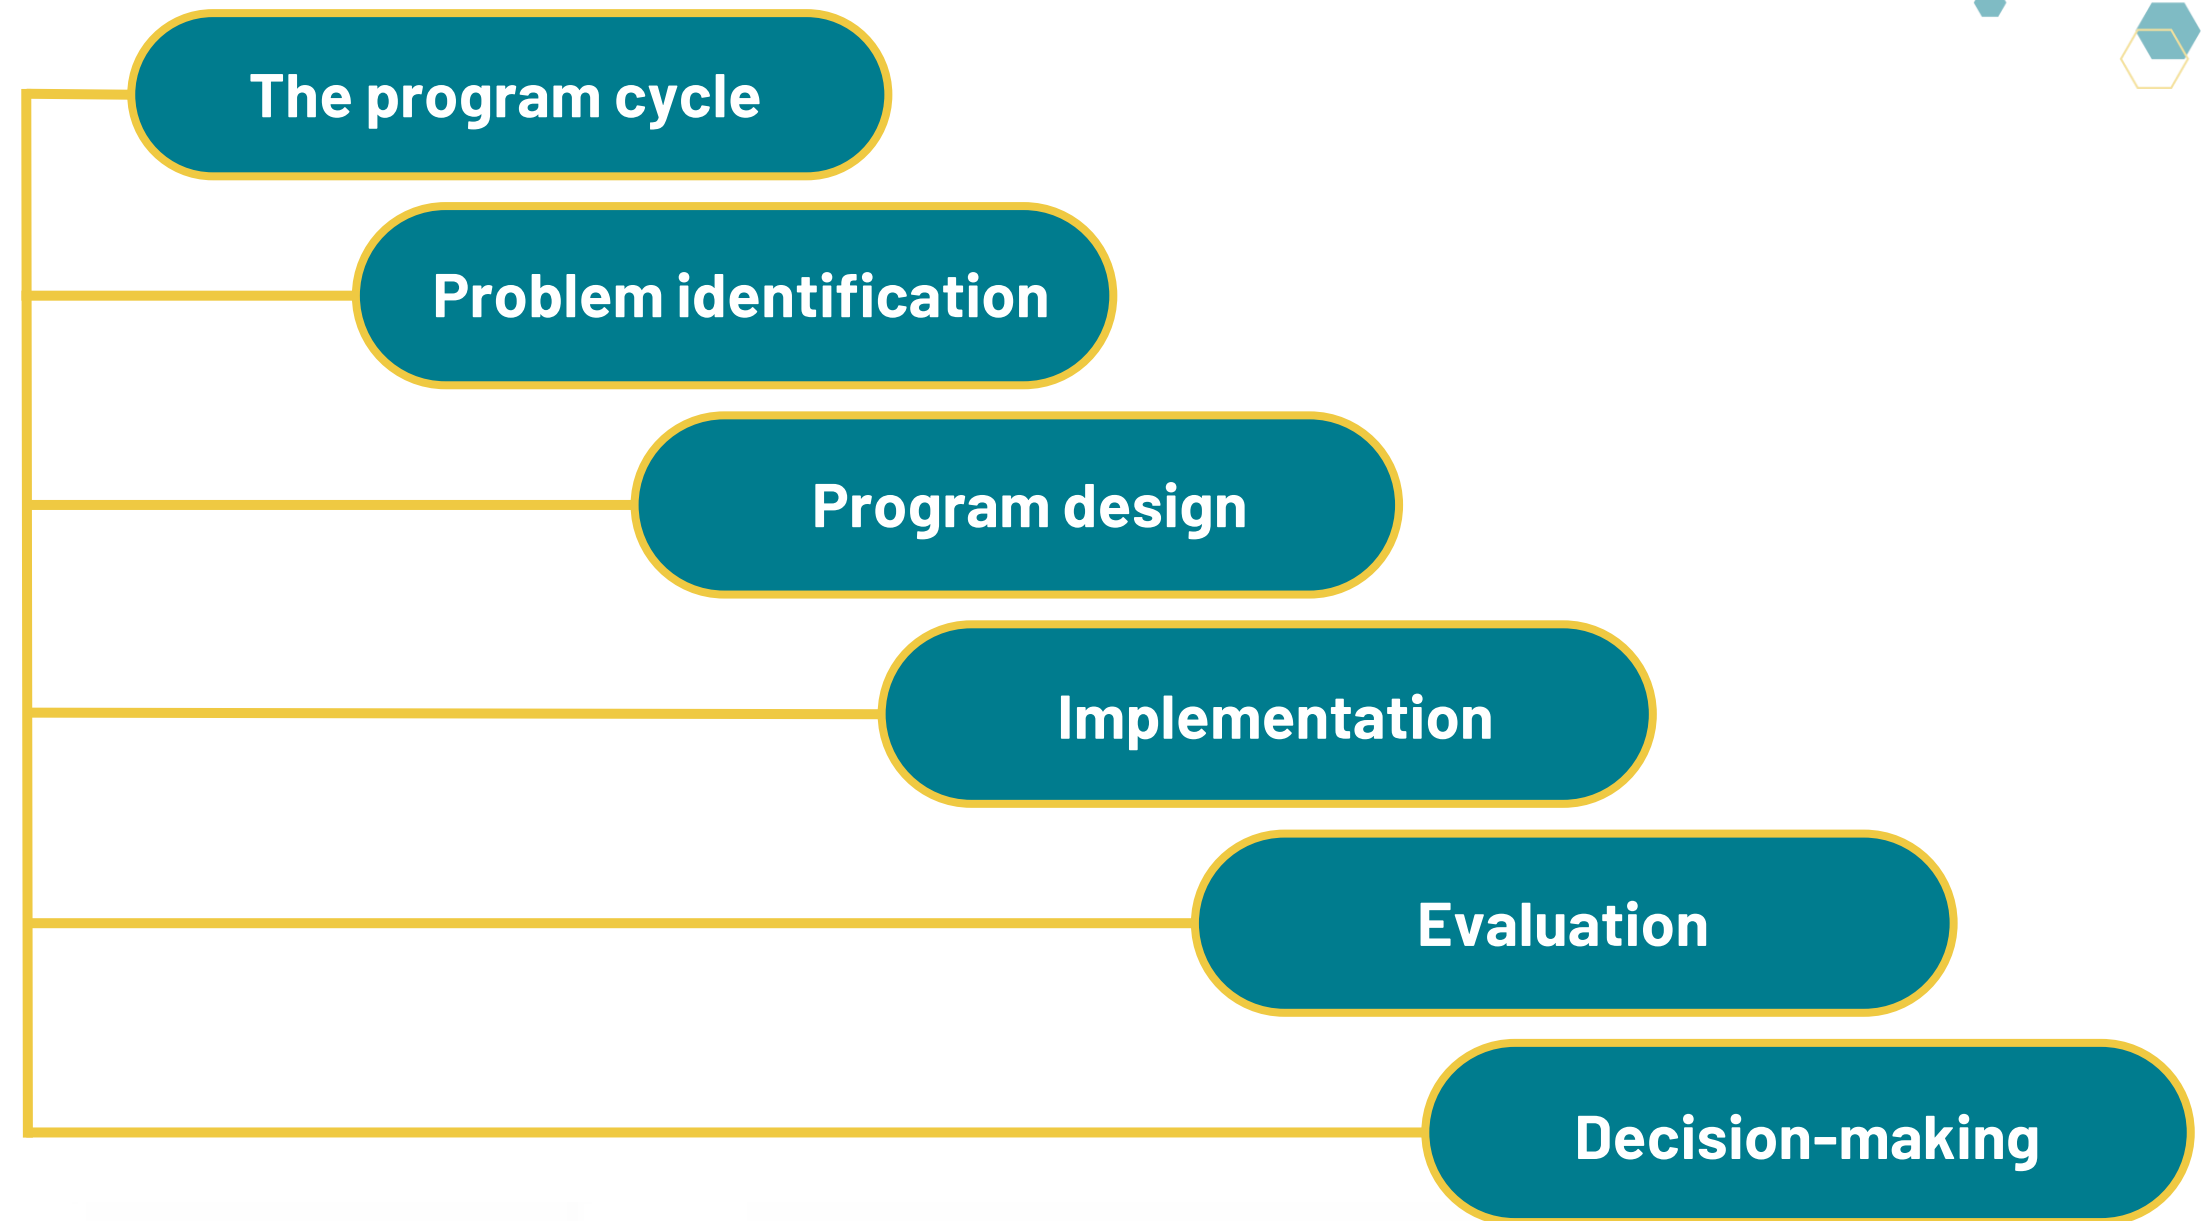 The program cycle
Problem identification
Program design
Implementation
Evaluation
Decision-making